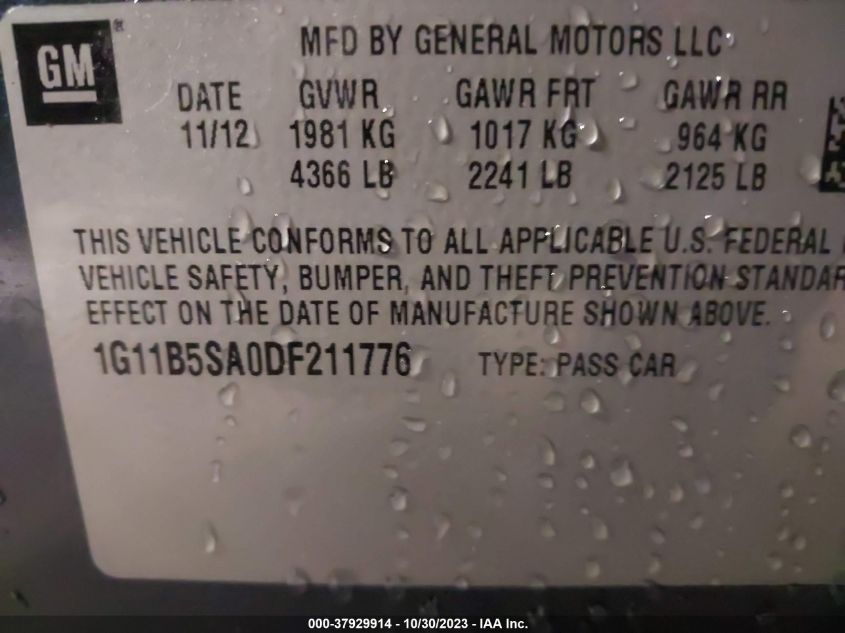 GM®
MFD BY GENERAL MOTORS LLC
DATE GVWR GAWR FRT GAWR RR
11/12 1981 KG 1017 KG 964 KG
4366 LB 2241 LB 2125 LB
THIS VEHICLE CONFORMS TO ALL APPLICABLE U.S. FEDERAL
VEHICLE SAFETY, BUMPER, AND THEFT PREVENTION STANDAR
EFFECT ON THE DATE OF MANUFACTURE SHOWN ABOVE.
1G11B5SA0DF211776 TYPE: PASS CAR
000-37929914 - 10/30/2023 - IAA Inc.